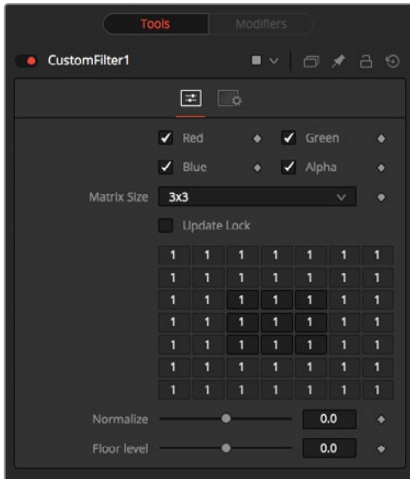 Tools Modifiers
CustomFilter1
Red Green
Blue Alpha
Matrix Size 3x3
Update Lock
1 1 1 1 1 1 1
1 1 1 1 1 1 1
1 1 1 1 1 1 1
1 1 1 1 1 1 1
1 1 1 1 1 1 1
1 1 1 1 1 1 1
1 1 1 1 1 1 1
Normalize 0.0
Floor level 0.0